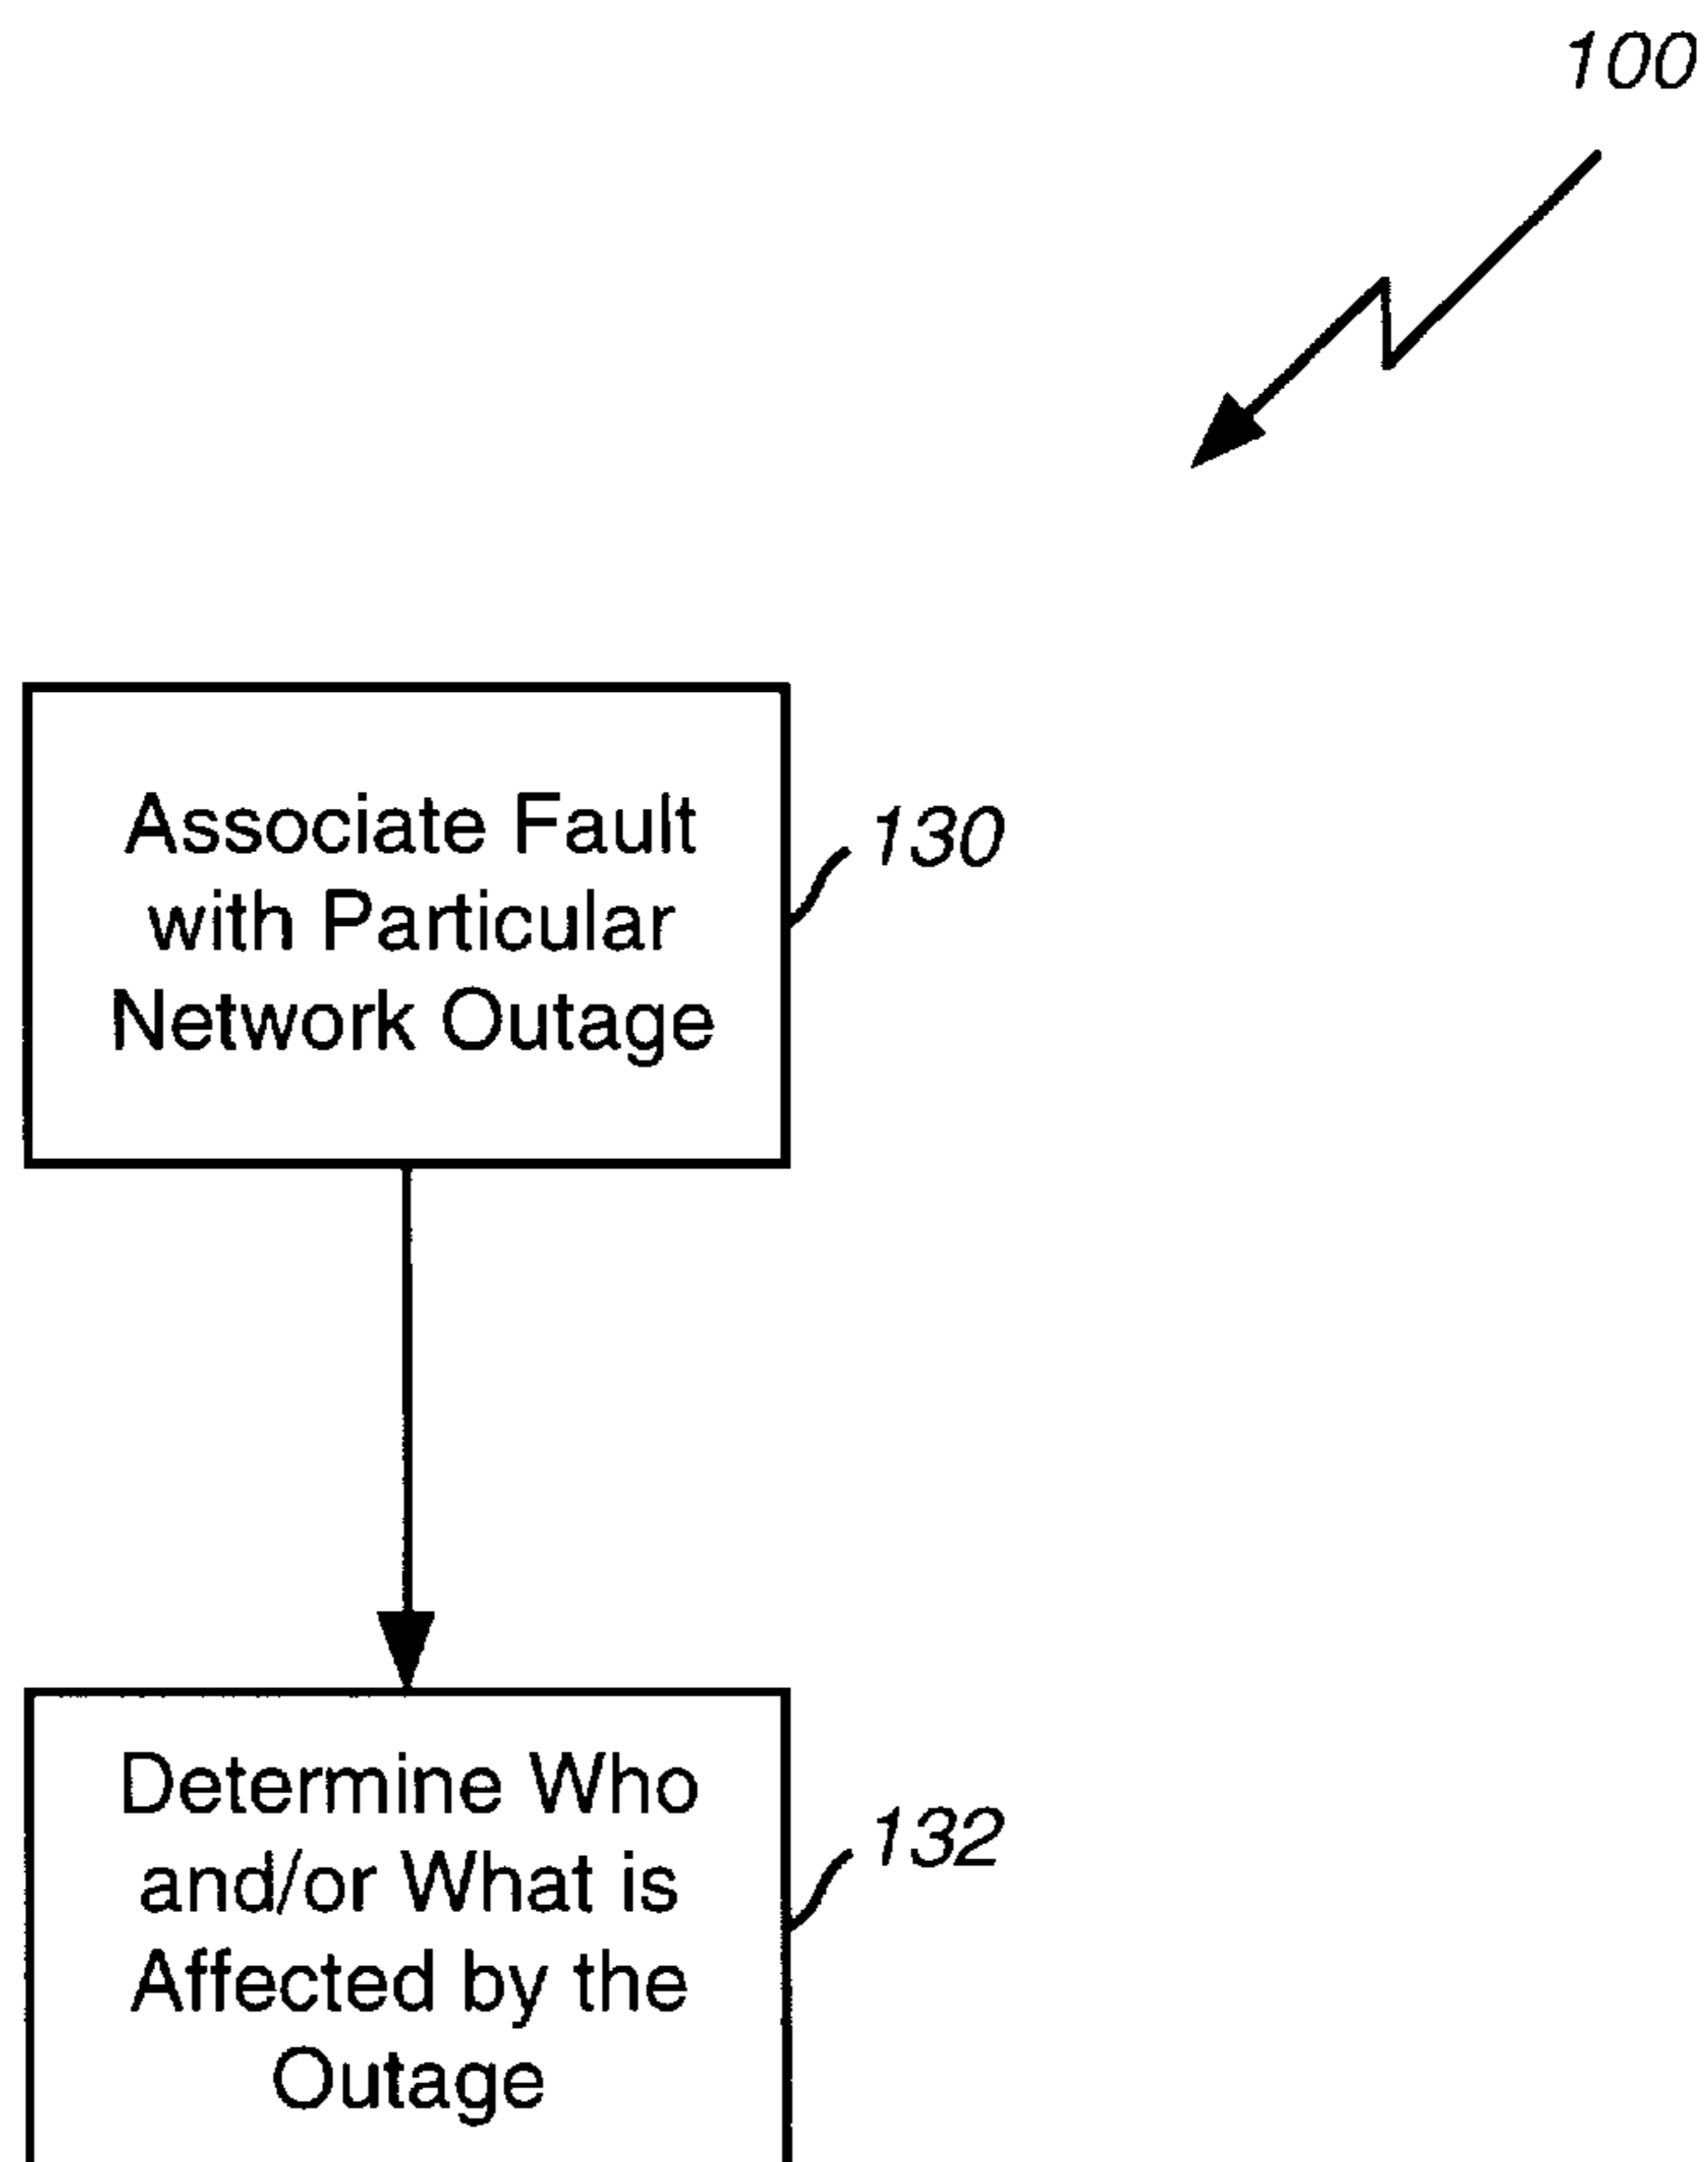 100
Associate Fault
with Particular
Network Outage
130
Determine Who
and/or What is
Affected by the
Outage
132